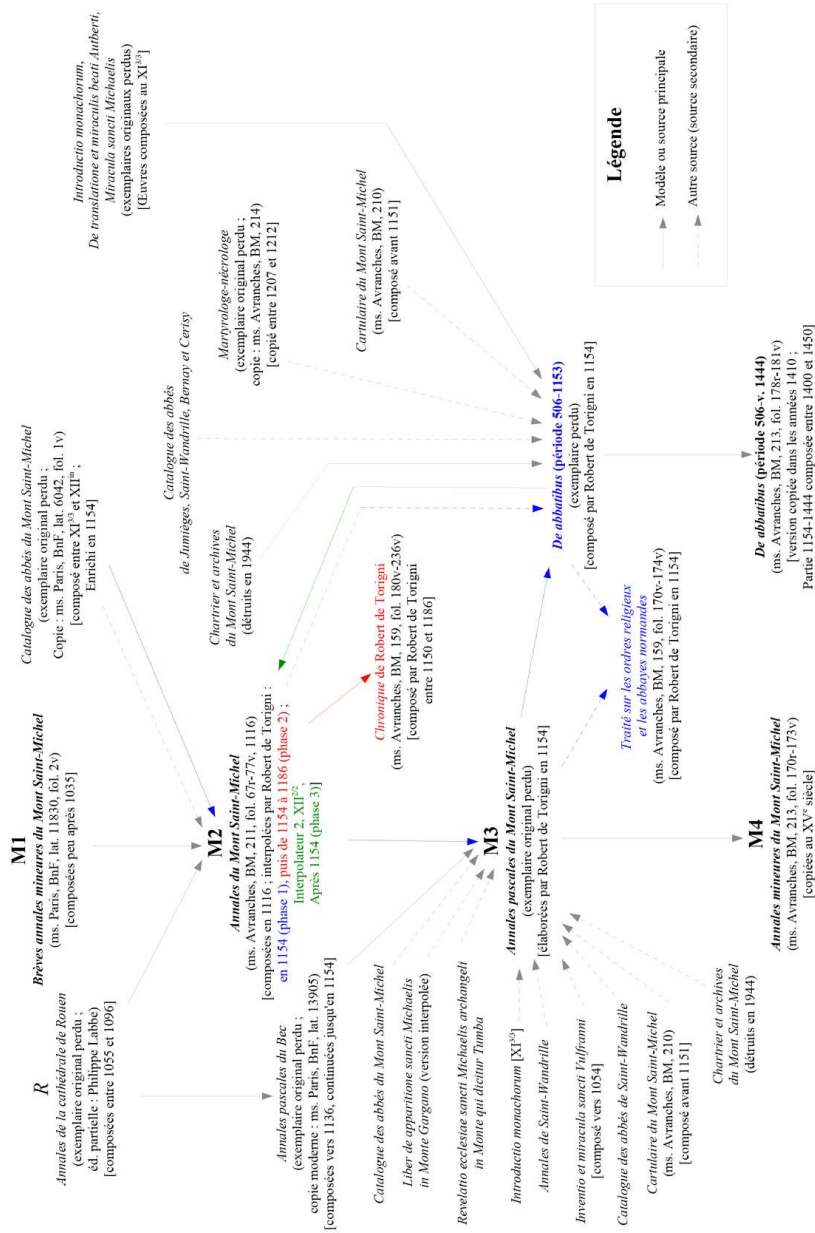 R
Annales de la cathédrale de Rouen
(exemplaire original perdu ;
éd. partielle : Philippe Labbe)
[composées entre 1055 et 1096]
M1
Brèves annales mineures du Mont Saint-Michel
(ms. Paris, BnF, lat. 11830, fol. 2v)
[composées peu après 1035]
Catalogue des abbés du Mont Saint-Michel
(exemplaire original perdu ;
Copie : ms. Paris, BnF, lat. 6042, fol. 1v)
[composé entre XI³/³ et XIIⁱⁿ
Enrichi en 1154]
Introductio monachorum,
De translatione et miraculis beati Autberti,
Miracula sancti Michaelis
(exemplaires originaux perdus)
[Œuvres composées au XI³/³]
Catalogue des abbés
de Jumièges, Saint-Wandrille, Bernay et Cerisy
Martyrologe-nécrologe
(exemplaire original perdu ;
copie : ms. Avranches, BM, 214)
[copié entre 1207 et 1212]
Chartrier et archives
du Mont Saint-Michel
(détruits en 1944)
Cartulaire du Mont Saint-Michel
(ms. Avranches, BM, 210)
[composé avant 1151]
M2
Annales du Mont Saint-Michel
(ms. Avranches, BM, 211, fol. 67r-77v, 1116)
[composées en 1116 ; interpolées par Robert de Torigni :
en 1154 (phase 1), puis de 1154 à 1186 (phase 2) ;
Interpolateur 2, XII²/²,
Après 1154 (phase 3)]
Annales pascales du Bec
(exemplaire original perdu ;
copie moderne : ms. Paris, BnF, lat. 13905)
[composées vers 1136, continuées jusqu'en 1154]
Chronique de Robert de Torigni
(ms. Avranches, BM, 159, fol. 180v-236v)
[composé par Robert de Torigni
entre 1150 et 1186]
Catalogue des abbés du Mont Saint-Michel
Liber de apparitione sancti Michaelis
in Monte Gargano (version interpolée)
Revelatio ecclesiae sancti Michaelis archangeli
in Monte qui dicitur Tumba
M3
Annales pascales du Mont Saint-Michel
(exemplaire original perdu)
[élaborées par Robert de Torigni en 1154]
De abbatibus (période 506-1153)
(exemplaire perdu)
[composé par Robert de Torigni en 1154]
Introductio monachorum [XI³/³]
Annales de Saint-Wandrille
Inventio et miracula sancti Vulfranni
[composé vers 1054]
Catalogue des abbés de Saint-Wandrille
Cartulaire du Mont Saint-Michel
(ms. Avranches, BM, 210)
[composé avant 1151]
Chartrier et archives
du Mont Saint-Michel
(détruits en 1944)
Traité sur les ordres religieux
et les abbayes normandes
(ms. Avranches, BM, 159, fol. 170v-174v)
[composé par Robert de Torigni en 1154]
M4
Annales mineures du Mont Saint-Michel
(ms. Avranches, BM, 213, fol. 170r-173v)
[copiées au XVᵉ siècle]
De abbatibus (période 506-v. 1444)
(ms. Avranches, BM, 213, fol. 178r-181v)
[version copiée dans les années 1410 ;
Partie 1154-1444 composée entre 1400 et 1450]
Légende
Modèle ou source principale
Autre source (source secondaire)